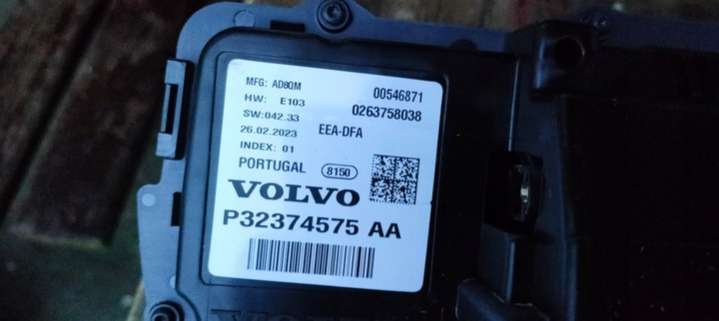 MFG: AD8QM 00546871
HW: E103 0263758038
SW:042.33
26.02.2023 EEA-DFA
INDEX: 01
PORTUGAL 8150
VOLVO
P32374575 AA